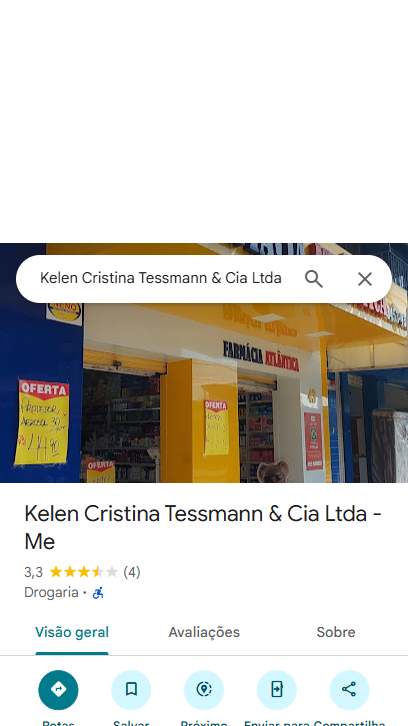 Kelen Cristina Tessmann & Cia Ltda
FARMÁCIA ATLÂNTICA
OFERTA
OFERTA
OFERTA
Kelen Cristina Tessmann & Cia Ltda -
Me
3,3 (4)
Drogaria ·
Visão geral Avaliações Sobre
Rotas Salvar Próximo Enviar para Compartilha